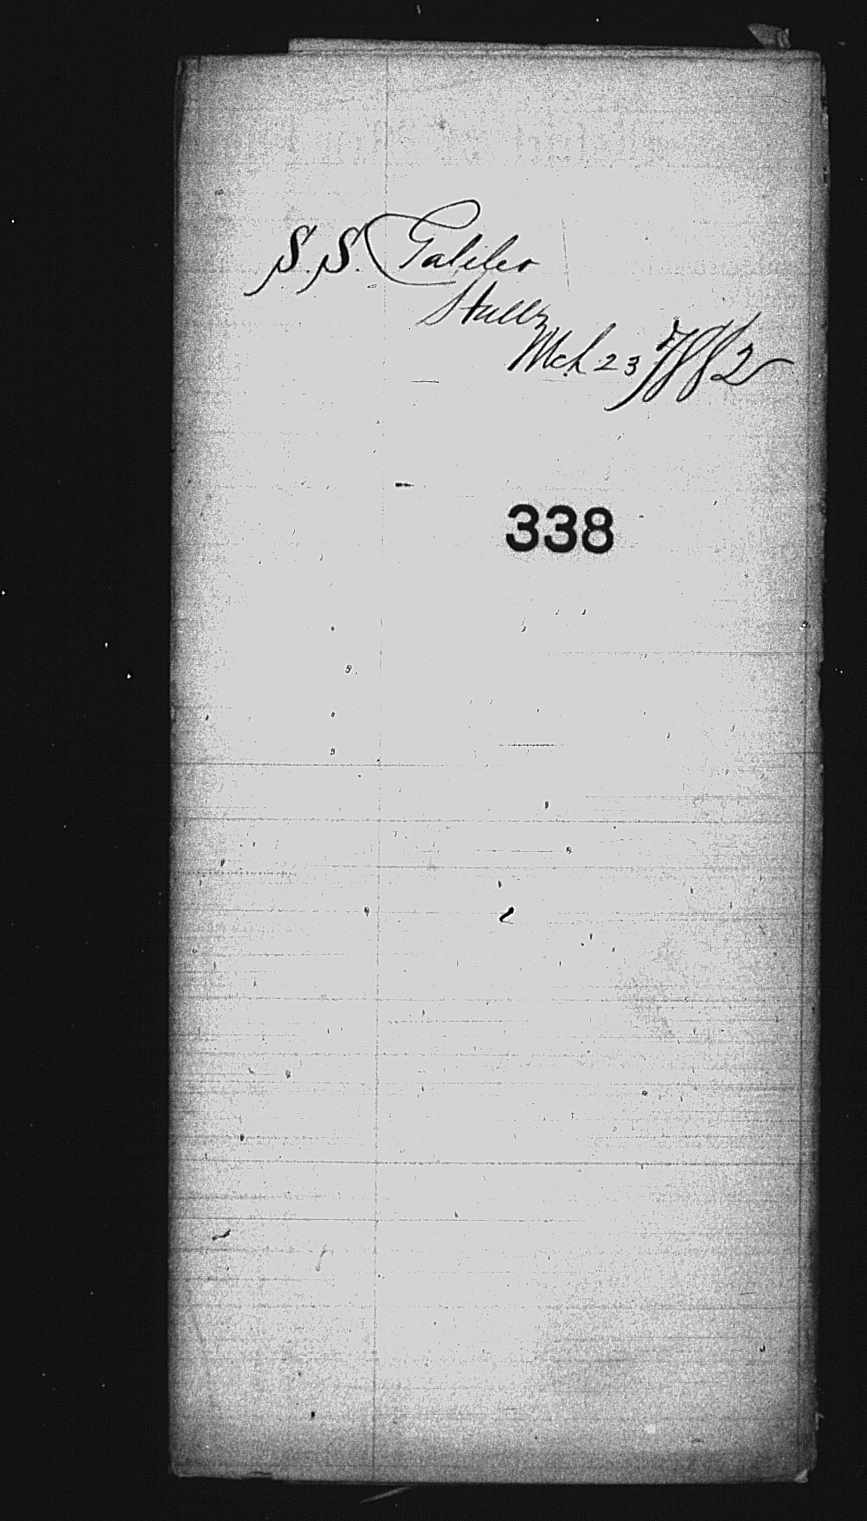 S.S. Galileo
Hull
Mch 23 / 1882
338